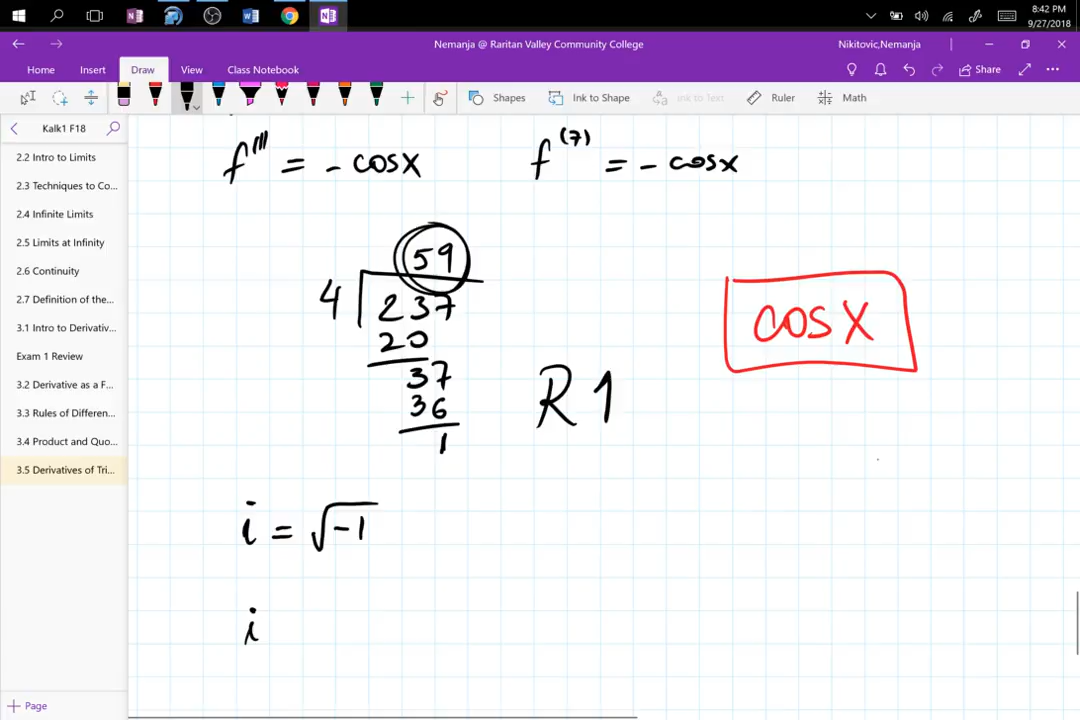 8:42 PM
9/27/2018
Nemanja @ Raritan Valley Community College
Nikitovic,Nemanja
Home Insert Draw View Class Notebook
Share
Shapes Ink to Shape Ink to Text Ruler Math
Kalk1 F18
2.2 Intro to Limits
2.3 Techniques to Co...
2.4 Infinite Limits
2.5 Limits at Infinity
2.6 Continuity
2.7 Definition of the...
3.1 Intro to Derivativ...
Exam 1 Review
3.2 Derivative as a F...
3.3 Rules of Differen...
3.4 Product and Quo...
3.5 Derivatives of Tri...
Page
f''' = - cosx
f^(7) = - cosx
59
4 237
20
37
36
1
R 1
cosx
i = √-1
i